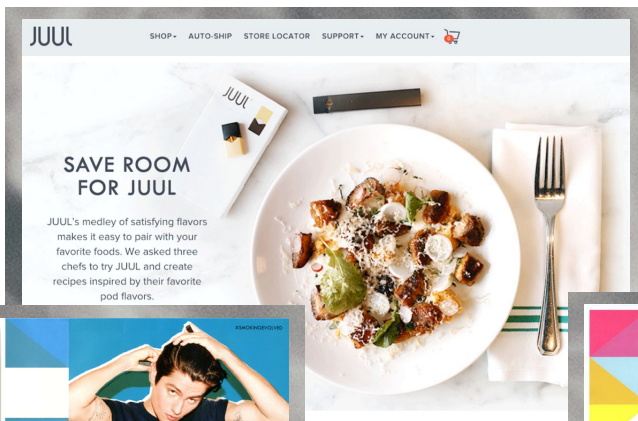 JUUL
SHOP AUTO-SHIP STORE LOCATOR SUPPORT MY ACCOUNT
JUUL
SAVE ROOM
FOR JUUL
JUUL's medley of satisfying flavors
makes it easy to pair with your
favorite foods. We asked three
chefs to try JUUL and create
recipes inspired by their favorite
pod flavors.
#SMOKINGEVOLVED